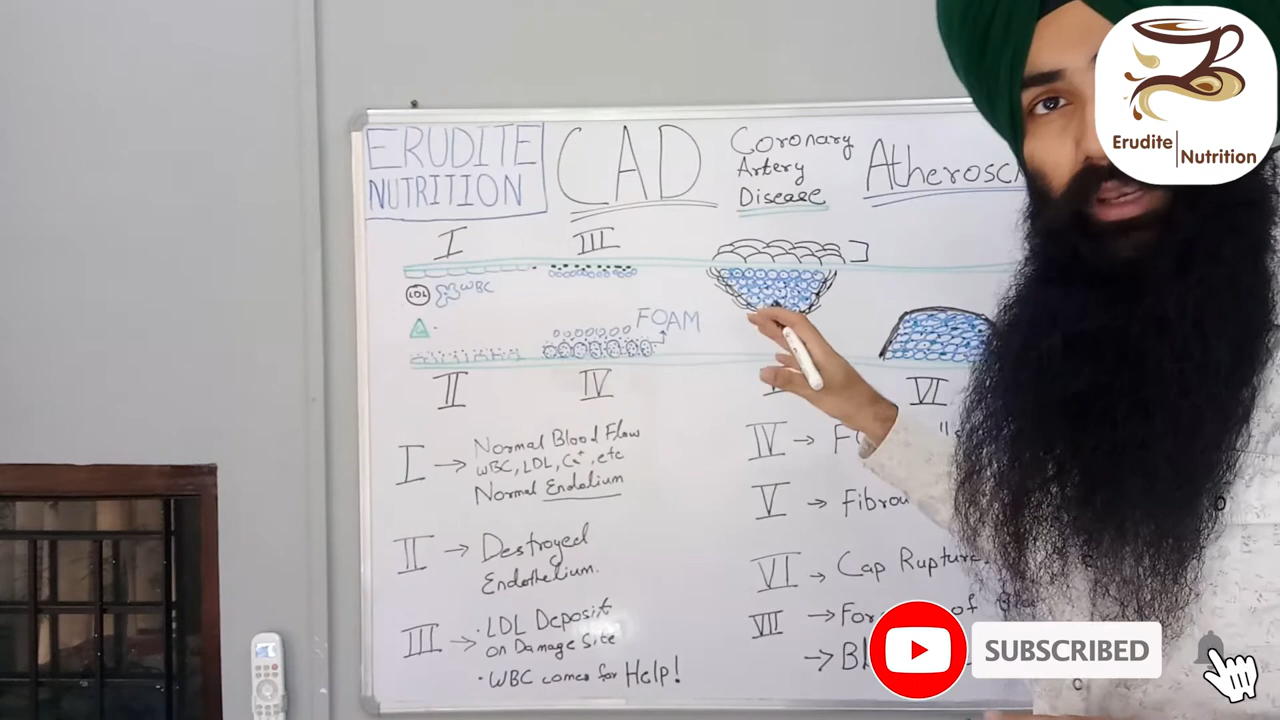 ERUDITE
NUTRITION
CAD
Coronary
Artery
Disease
Atherosc
Erudite
Nutrition
I
III
LDL
WBC
FOAM
II
IV
VI
I → Normal Blood Flow
WBC, LDL, Ca+, etc
Normal Endelium
II → Destroyed
Endothelium.
III → · LDL Deposit
on Damage Site
· WBC comes for Help!
IV → F
V → Fibrou
VI → Cap Rupture
VII → For of
→ Bl
SUBSCRIBED